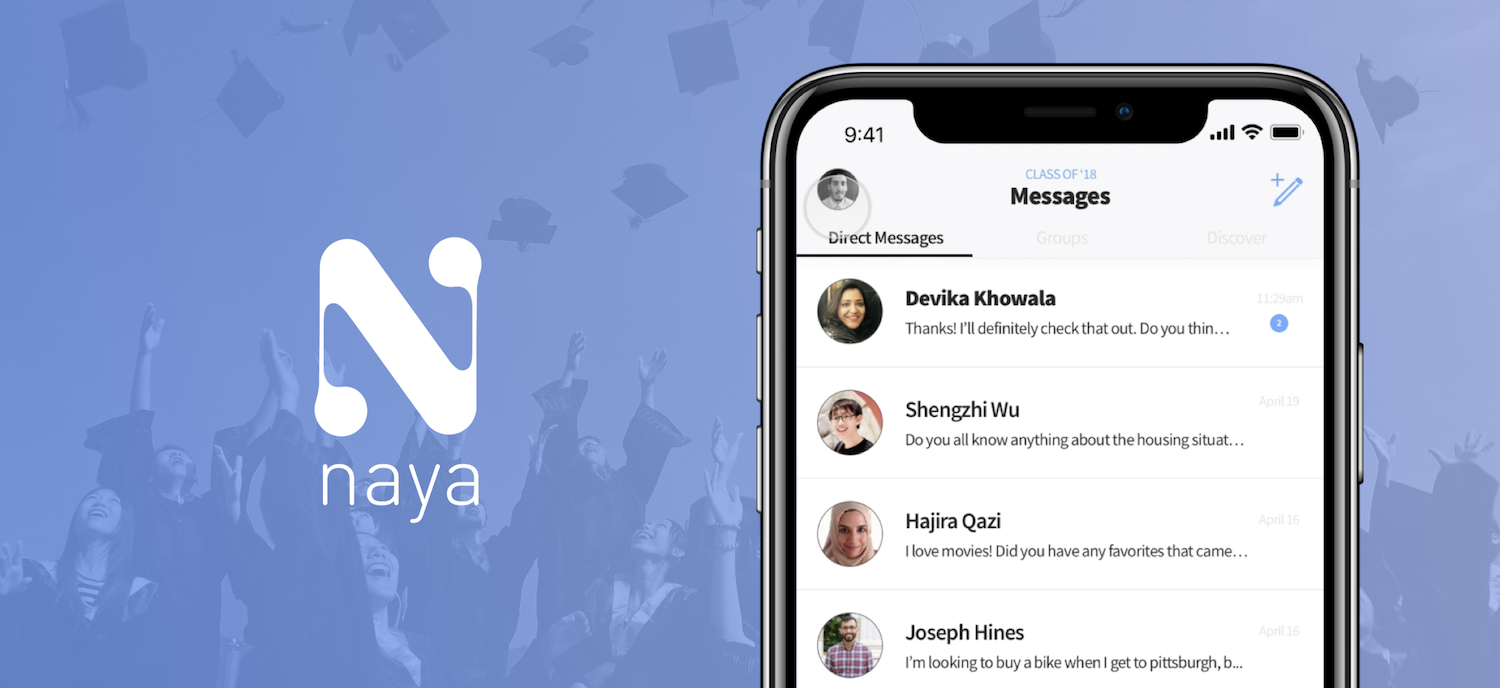 naya
9:41
CLASS OF '18
Messages
Direct Messages
Groups
Discover
Devika Khowala
11:29am
Thanks! I'll definitely check that out. Do you thin…
2
Shengzhi Wu
April 19
Do you all know anything about the housing situat…
Hajira Qazi
April 16
I love movies! Did you have any favorites that came…
Joseph Hines
April 16
I'm looking to buy a bike when I get to pittsburgh, b...